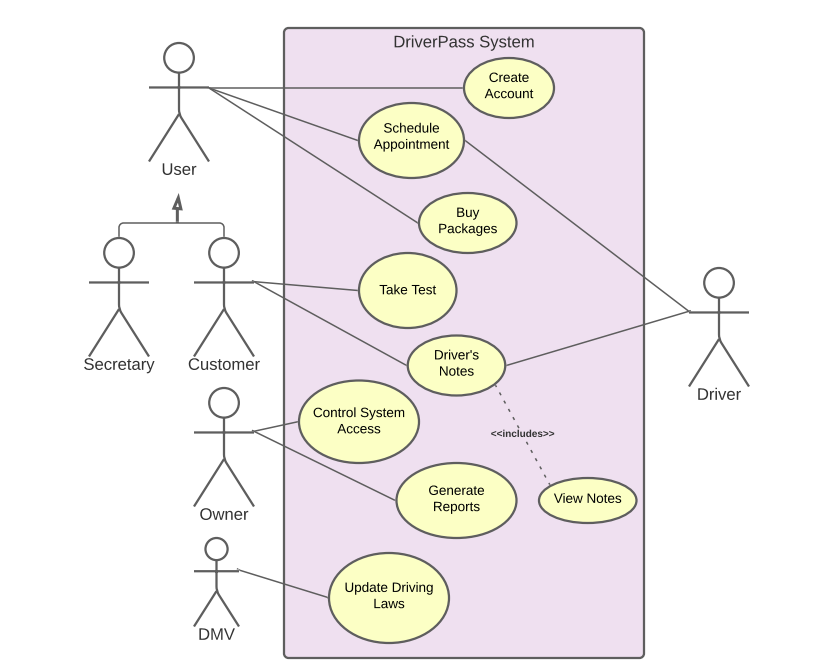 DriverPass System
Create
Account
Schedule
Appointment
User
Buy
Packages
Take Test
Secretary
Customer
Driver's
Notes
Driver
Control System
Access
<<includes>>
Generate
Reports
View Notes
Owner
Update Driving
Laws
DMV